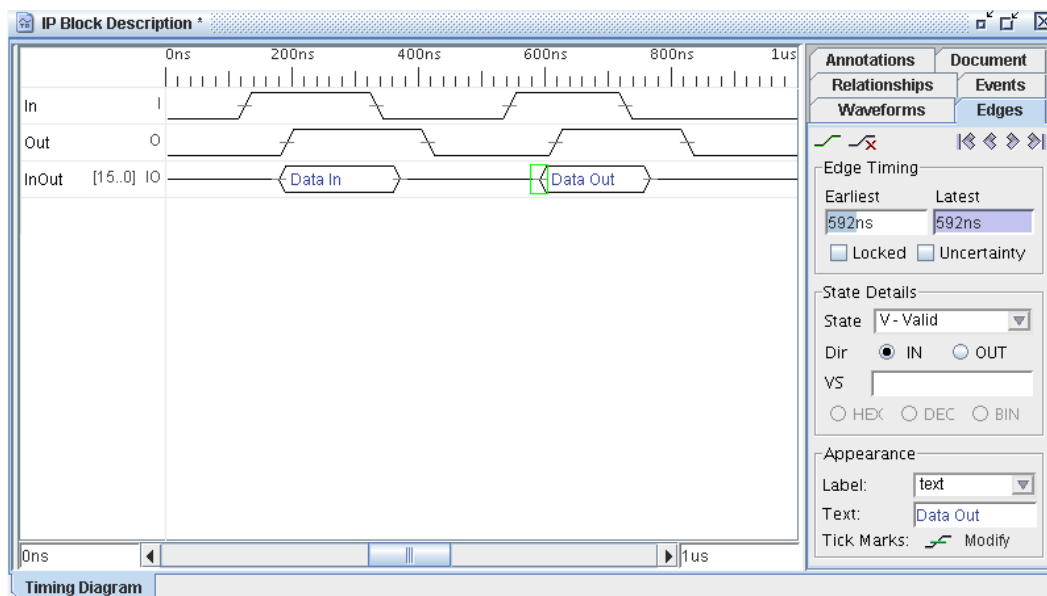 IP Block Description *
0ns 200ns 400ns 600ns 800ns 1us
In I
Out O
InOut [15..0] IO Data In Data Out
0ns 1us
Timing Diagram
Annotations Document
Relationships Events
Waveforms Edges
Edge Timing
Earliest Latest
592ns 592ns
Locked Uncertainty
State Details
State V - Valid
Dir IN OUT
VS
HEX DEC BIN
Appearance
Label: text
Text: Data Out
Tick Marks: Modify